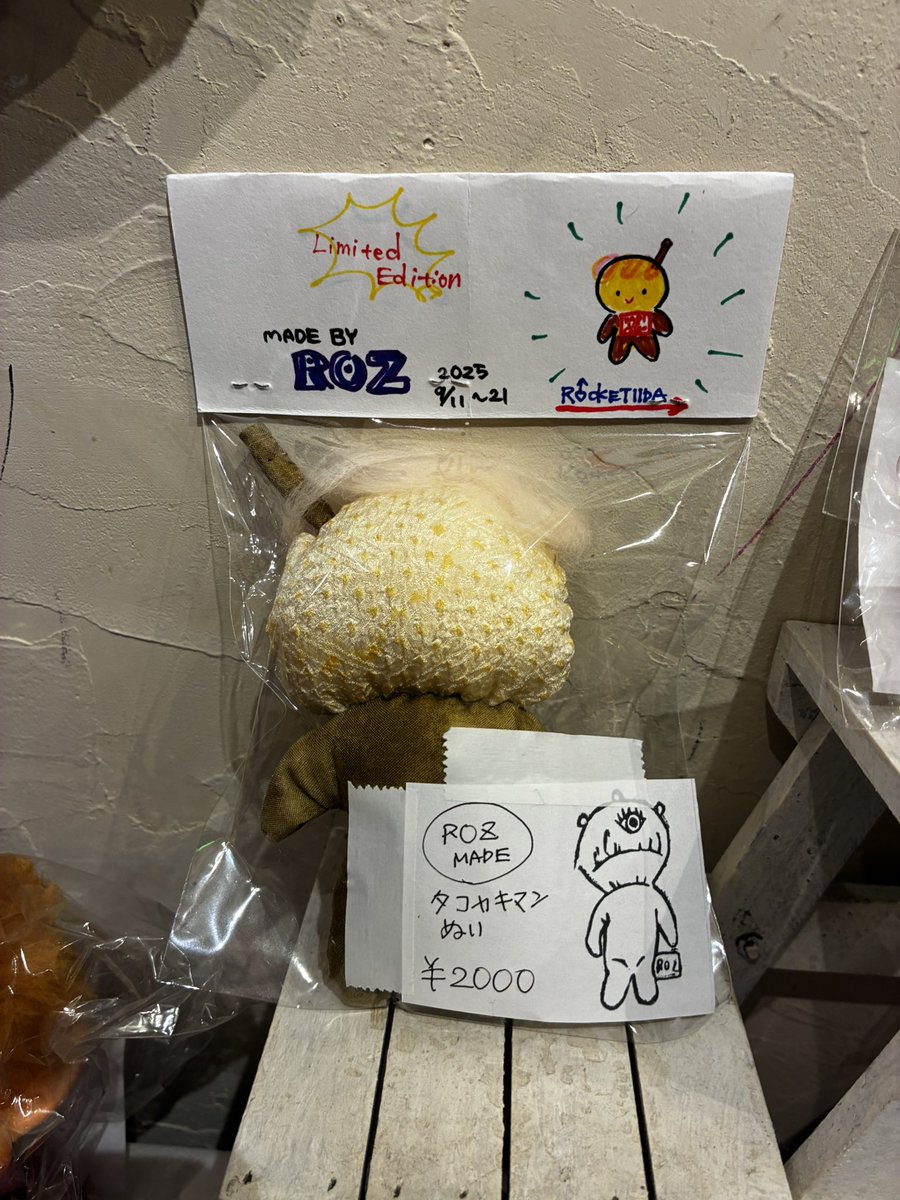 Limited
Edition
MADE BY
ROZ
2025
9/11~21
ROCKETIIDA
ROZ
MADE
タコヤキマン
ぬい
¥2000
ROZ